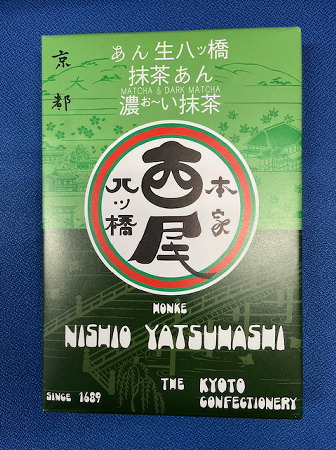 京都
大
あん生八ッ橋
抹茶あん
MATCHA & DARK MATCHA
濃お~い抹茶
本家
西尾
八ッ橋
HONKE
NISHIO YATSUHASHI
THE KYOTO
CONFECTIONERY
SINCE 1689